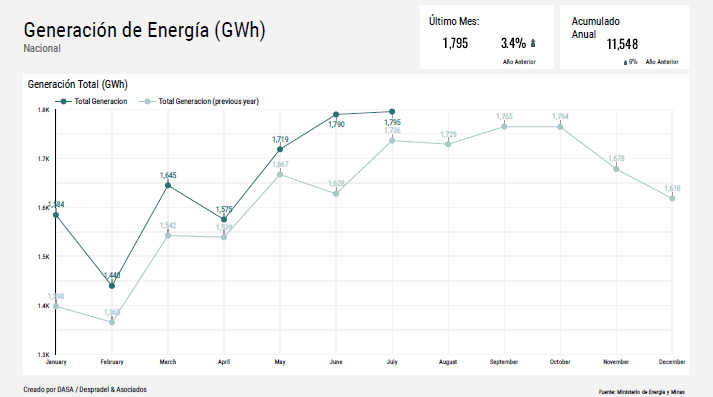 Generación de Energía (GWh)
Nacional
Último Mes:
1,795
3.4%
Año Anterior
Acumulado
Anual
11,548
6%
Año Anterior
Generación Total (GWh)
Total Generacion
Total Generacion (previous year)
1.8K
1.7K
1.6K
1.5K
1.4K
1.3K
1,584
1,440
1,645
1,575
1,719
1,790
1,795
1,398
1,365
1,542
1,539
1,667
1,628
1,736
1,729
1,765
1,764
1,678
1,618
January
February
March
April
May
June
July
August
September
October
November
December
Creado por DASA / Despradel & Asociados
Fuente: Ministerio de Energía y Minas